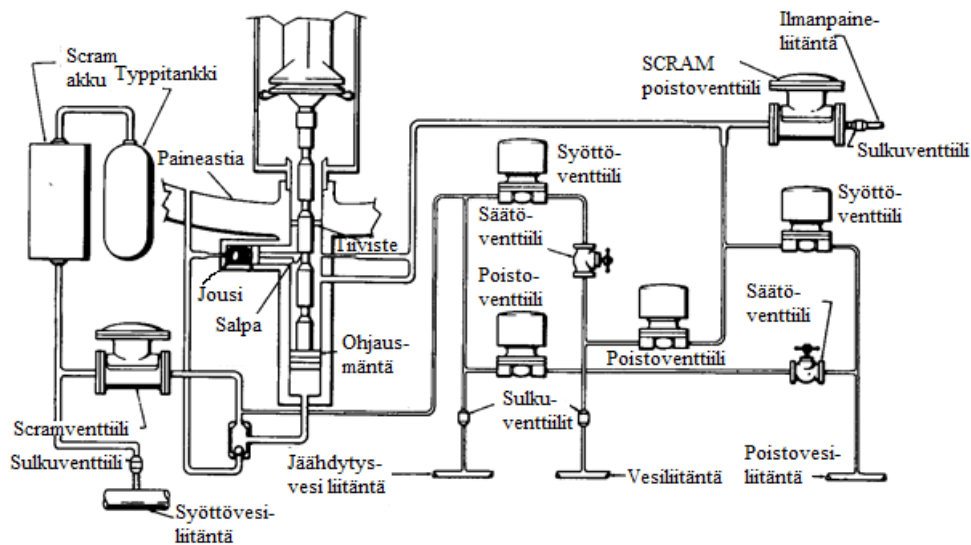 Scram
akku
Typpitankki
Ilmanpaine-
liitäntä
SCRAM
poistoventtiili
Sulkuventtiili
Paineastia
Syöttö-
venttiili
Syöttö-
venttiili
Säätö-
venttiili
Tiiviste
Jousi
Salpa
Poisto-
venttiili
Säätö-
venttiili
Ohjaus-
mäntä
Poistoventtiili
Scramventtiili
Sulkuventtiili
Sulku-
venttiilit
Jäähdytys-
vesi liitäntä
Vesiliitäntä
Poistovesi-
liitäntä
Syöttövesi-
liitäntä